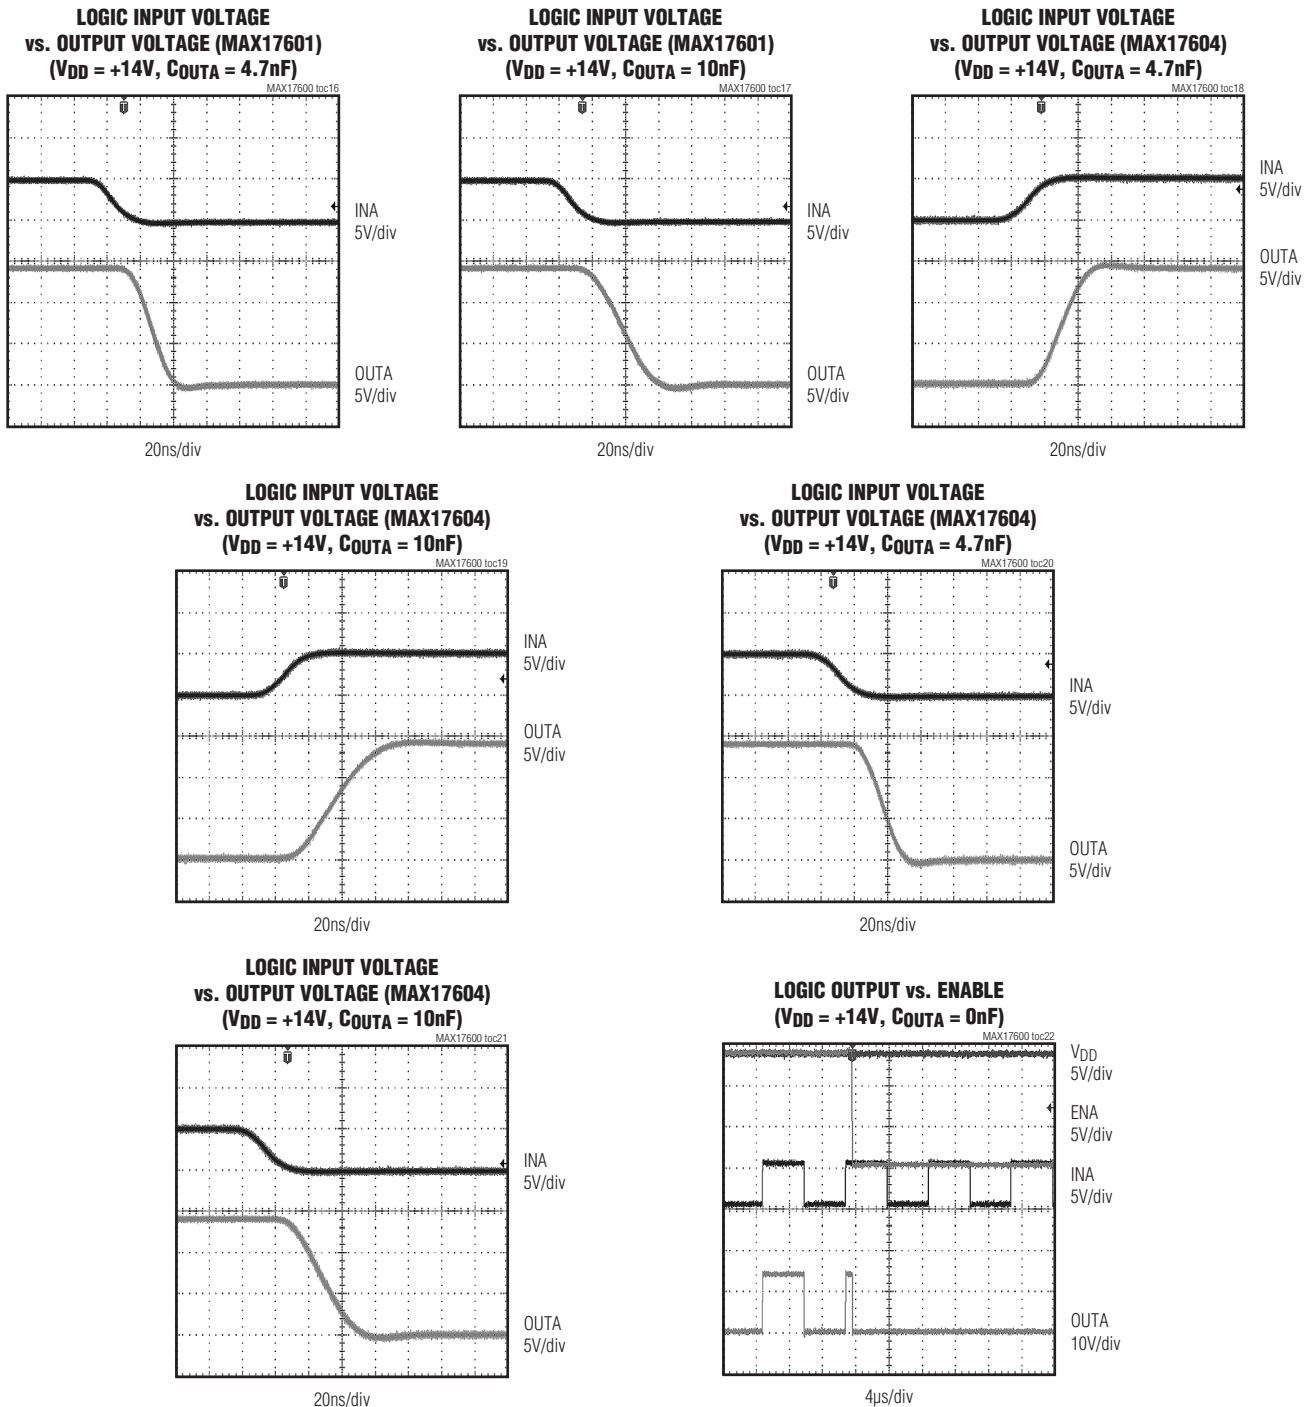 LOGIC INPUT VOLTAGE
vs. OUTPUT VOLTAGE (MAX17601)
(VDD = +14V, COUTA = 4.7nF)
MAX17600 toc16
INA
5V/div
OUTA
5V/div
20ns/div
LOGIC INPUT VOLTAGE
vs. OUTPUT VOLTAGE (MAX17601)
(VDD = +14V, COUTA = 10nF)
MAX17600 toc17
INA
5V/div
OUTA
5V/div
20ns/div
LOGIC INPUT VOLTAGE
vs. OUTPUT VOLTAGE (MAX17604)
(VDD = +14V, COUTA = 4.7nF)
MAX17600 toc18
INA
5V/div
OUTA
5V/div
20ns/div
LOGIC INPUT VOLTAGE
vs. OUTPUT VOLTAGE (MAX17604)
(VDD = +14V, COUTA = 10nF)
MAX17600 toc19
INA
5V/div
OUTA
5V/div
20ns/div
LOGIC INPUT VOLTAGE
vs. OUTPUT VOLTAGE (MAX17604)
(VDD = +14V, COUTA = 4.7nF)
MAX17600 toc20
INA
5V/div
OUTA
5V/div
20ns/div
LOGIC INPUT VOLTAGE
vs. OUTPUT VOLTAGE (MAX17604)
(VDD = +14V, COUTA = 10nF)
MAX17600 toc21
INA
5V/div
OUTA
5V/div
20ns/div
LOGIC OUTPUT vs. ENABLE
(VDD = +14V, COUTA = 0nF)
MAX17600 toc22
VDD
5V/div
ENA
5V/div
INA
5V/div
OUTA
10V/div
4µs/div